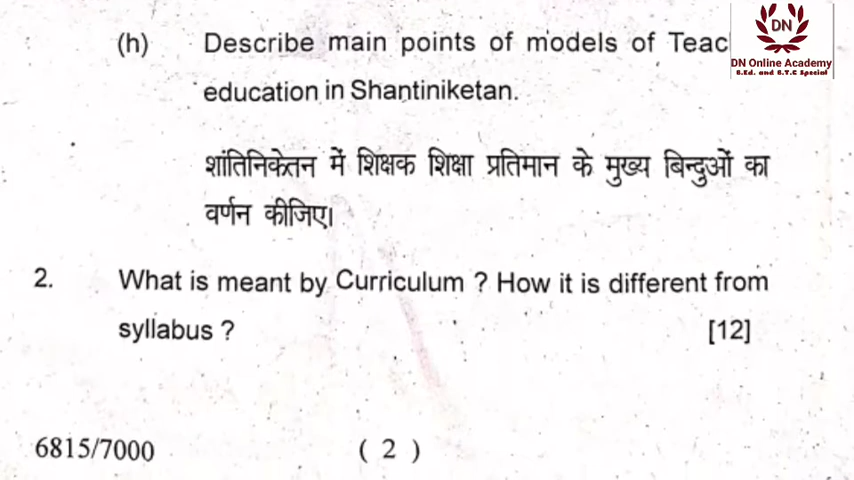 (h) Describe main points of models of Teac
DN
DN Online Academy
B.Ed. and B.T.C Special
education in Shantiniketan.
शांतिनिकेतन में शिक्षक शिक्षा प्रतिमान के मुख्य बिन्दुओं का
वर्णन कीजिए।
2. What is meant by Curriculum ? How it is different from
syllabus ? [12]
6815/7000 ( 2 )